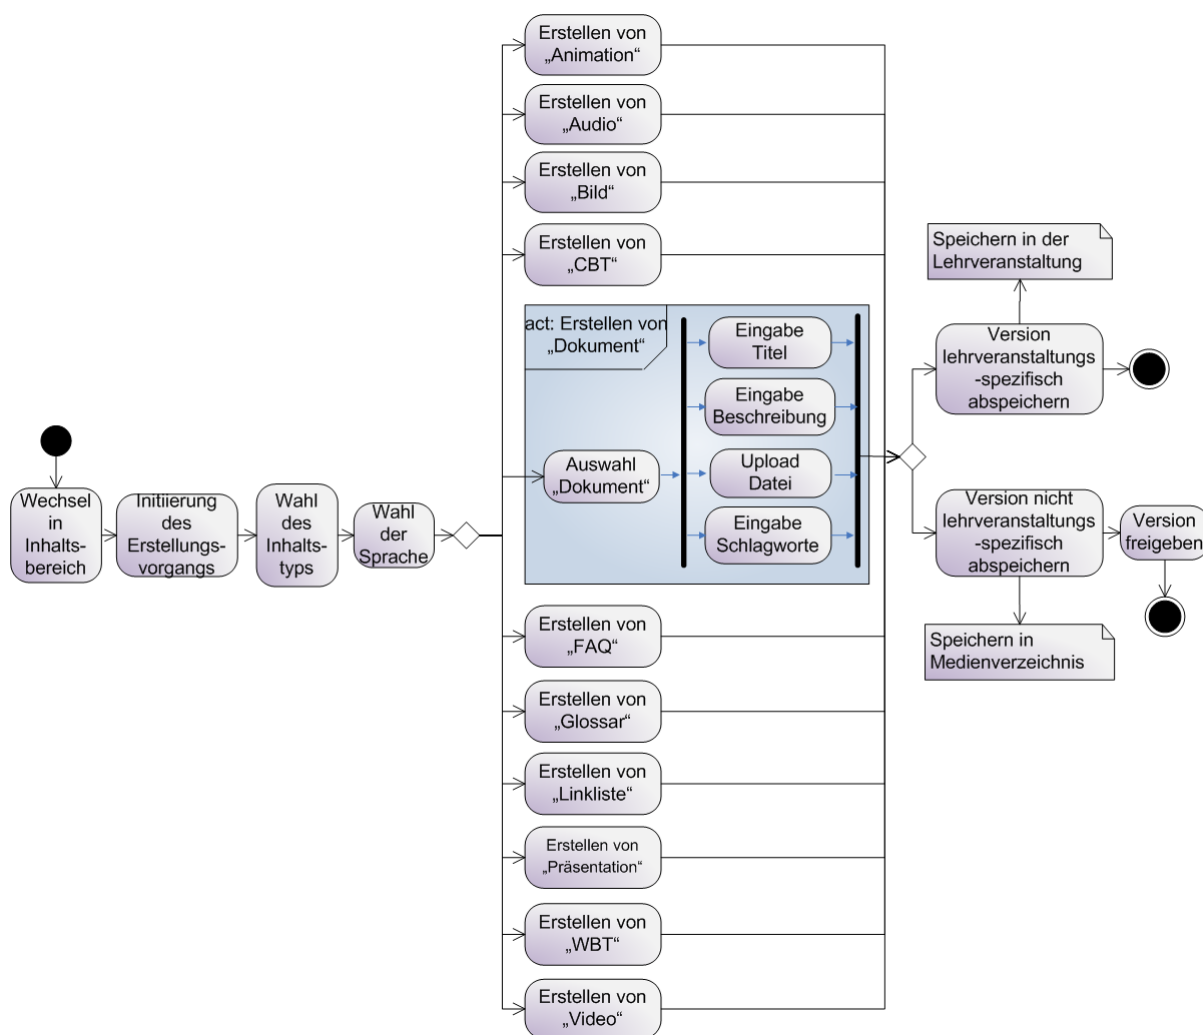 Wechsel
in
Inhalts-
bereich
Initiierung
des
Erstellungs-
vorgangs
Wahl
des
Inhalts-
typs
Wahl
der
Sprache
Erstellen von
„Animation“
Erstellen von
„Audio“
Erstellen von
„Bild“
Erstellen von
„CBT“
act: Erstellen von
„Dokument“
Auswahl
„Dokument“
Eingabe
Titel
Eingabe
Beschreibung
Upload
Datei
Eingabe
Schlagworte
Erstellen von
„FAQ“
Erstellen von
„Glossar“
Erstellen von
„Linkliste“
Erstellen von
„Präsentation“
Erstellen von
„WBT“
Erstellen von
„Video“
Speichern in der
Lehrveranstaltung
Version
lehrveranstaltungs
-spezifisch
abspeichern
Version nicht
lehrveranstaltungs
-spezifisch
abspeichern
Version
freigeben
Speichern in
Medienverzeichnis